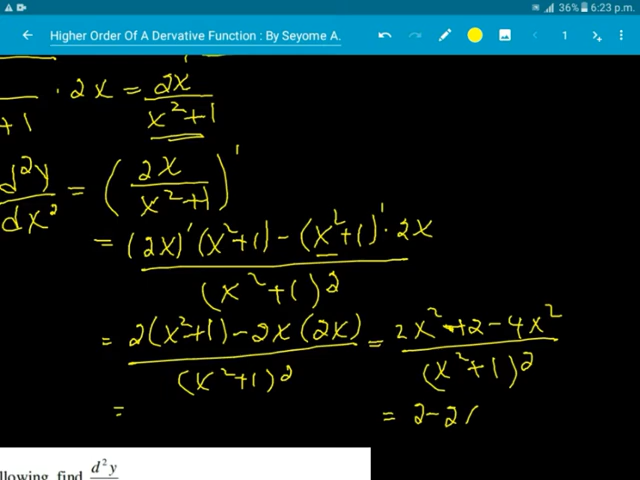 36% 6:23 p.m.
Higher Order Of A Dervative Function : By Seyome A.
1
+1 · 2x = 2x / x²+1
d²y/dx² = (2x / x²+1)'
= (2x)'(x²+1) - (x²+1)' · 2x / (x²+1)²
= 2(x²+1) - 2x(2x) / (x²+1)² = 2x² + 2 - 4x² / (x²+1)²
=
= 2 - 2
ollowing, find d²y